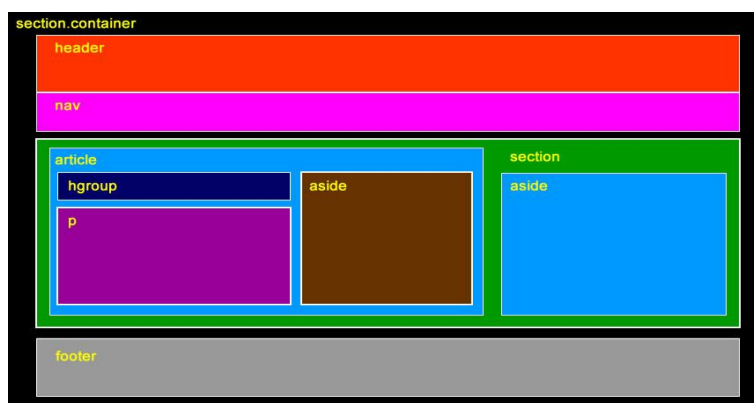 section.container
header
nav
article
section
hgroup
aside
aside
p
footer